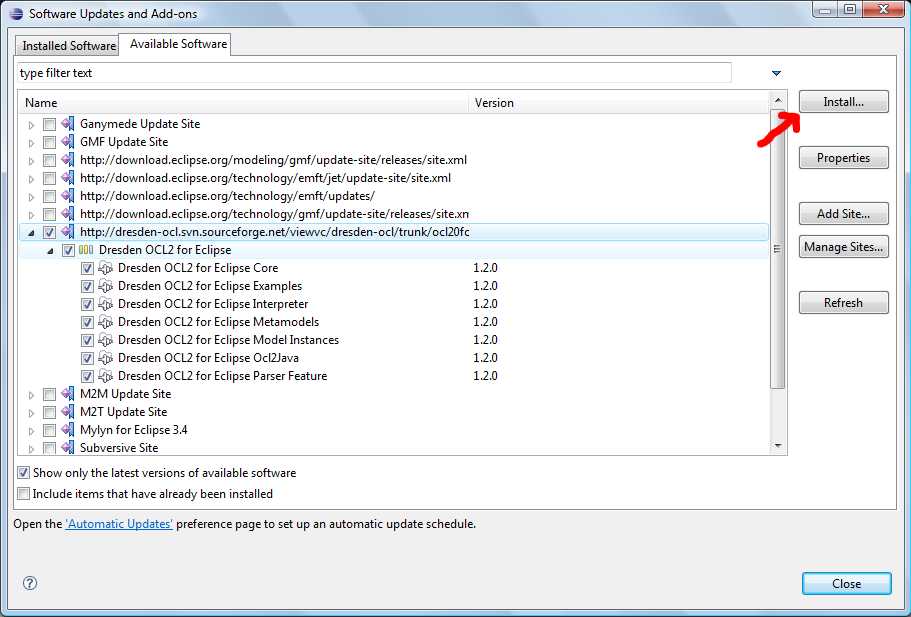 Software Updates and Add-ons
Installed Software Available Software
type filter text
Name Version
Install...
Ganymede Update Site
GMF Update Site
http://download.eclipse.org/modeling/gmf/update-site/releases/site.xml
Properties
http://download.eclipse.org/technology/emft/jet/update-site/site.xml
http://download.eclipse.org/technology/emft/updates/
http://download.eclipse.org/technology/gmf/update-site/releases/site.xm
Add Site...
http://dresden-ocl.svn.sourceforge.net/viewvc/dresden-ocl/trunk/ocl20fc
Dresden OCL2 for Eclipse
Manage Sites...
Dresden OCL2 for Eclipse Core 1.2.0
Dresden OCL2 for Eclipse Examples 1.2.0
Dresden OCL2 for Eclipse Interpreter 1.2.0
Refresh
Dresden OCL2 for Eclipse Metamodels 1.2.0
Dresden OCL2 for Eclipse Model Instances 1.2.0
Dresden OCL2 for Eclipse Ocl2Java 1.2.0
Dresden OCL2 for Eclipse Parser Feature 1.2.0
M2M Update Site
M2T Update Site
Mylyn for Eclipse 3.4
Subversive Site
Show only the latest versions of available software
Include items that have already been installed
Open the 'Automatic Updates' preference page to set up an automatic update schedule.
?
Close